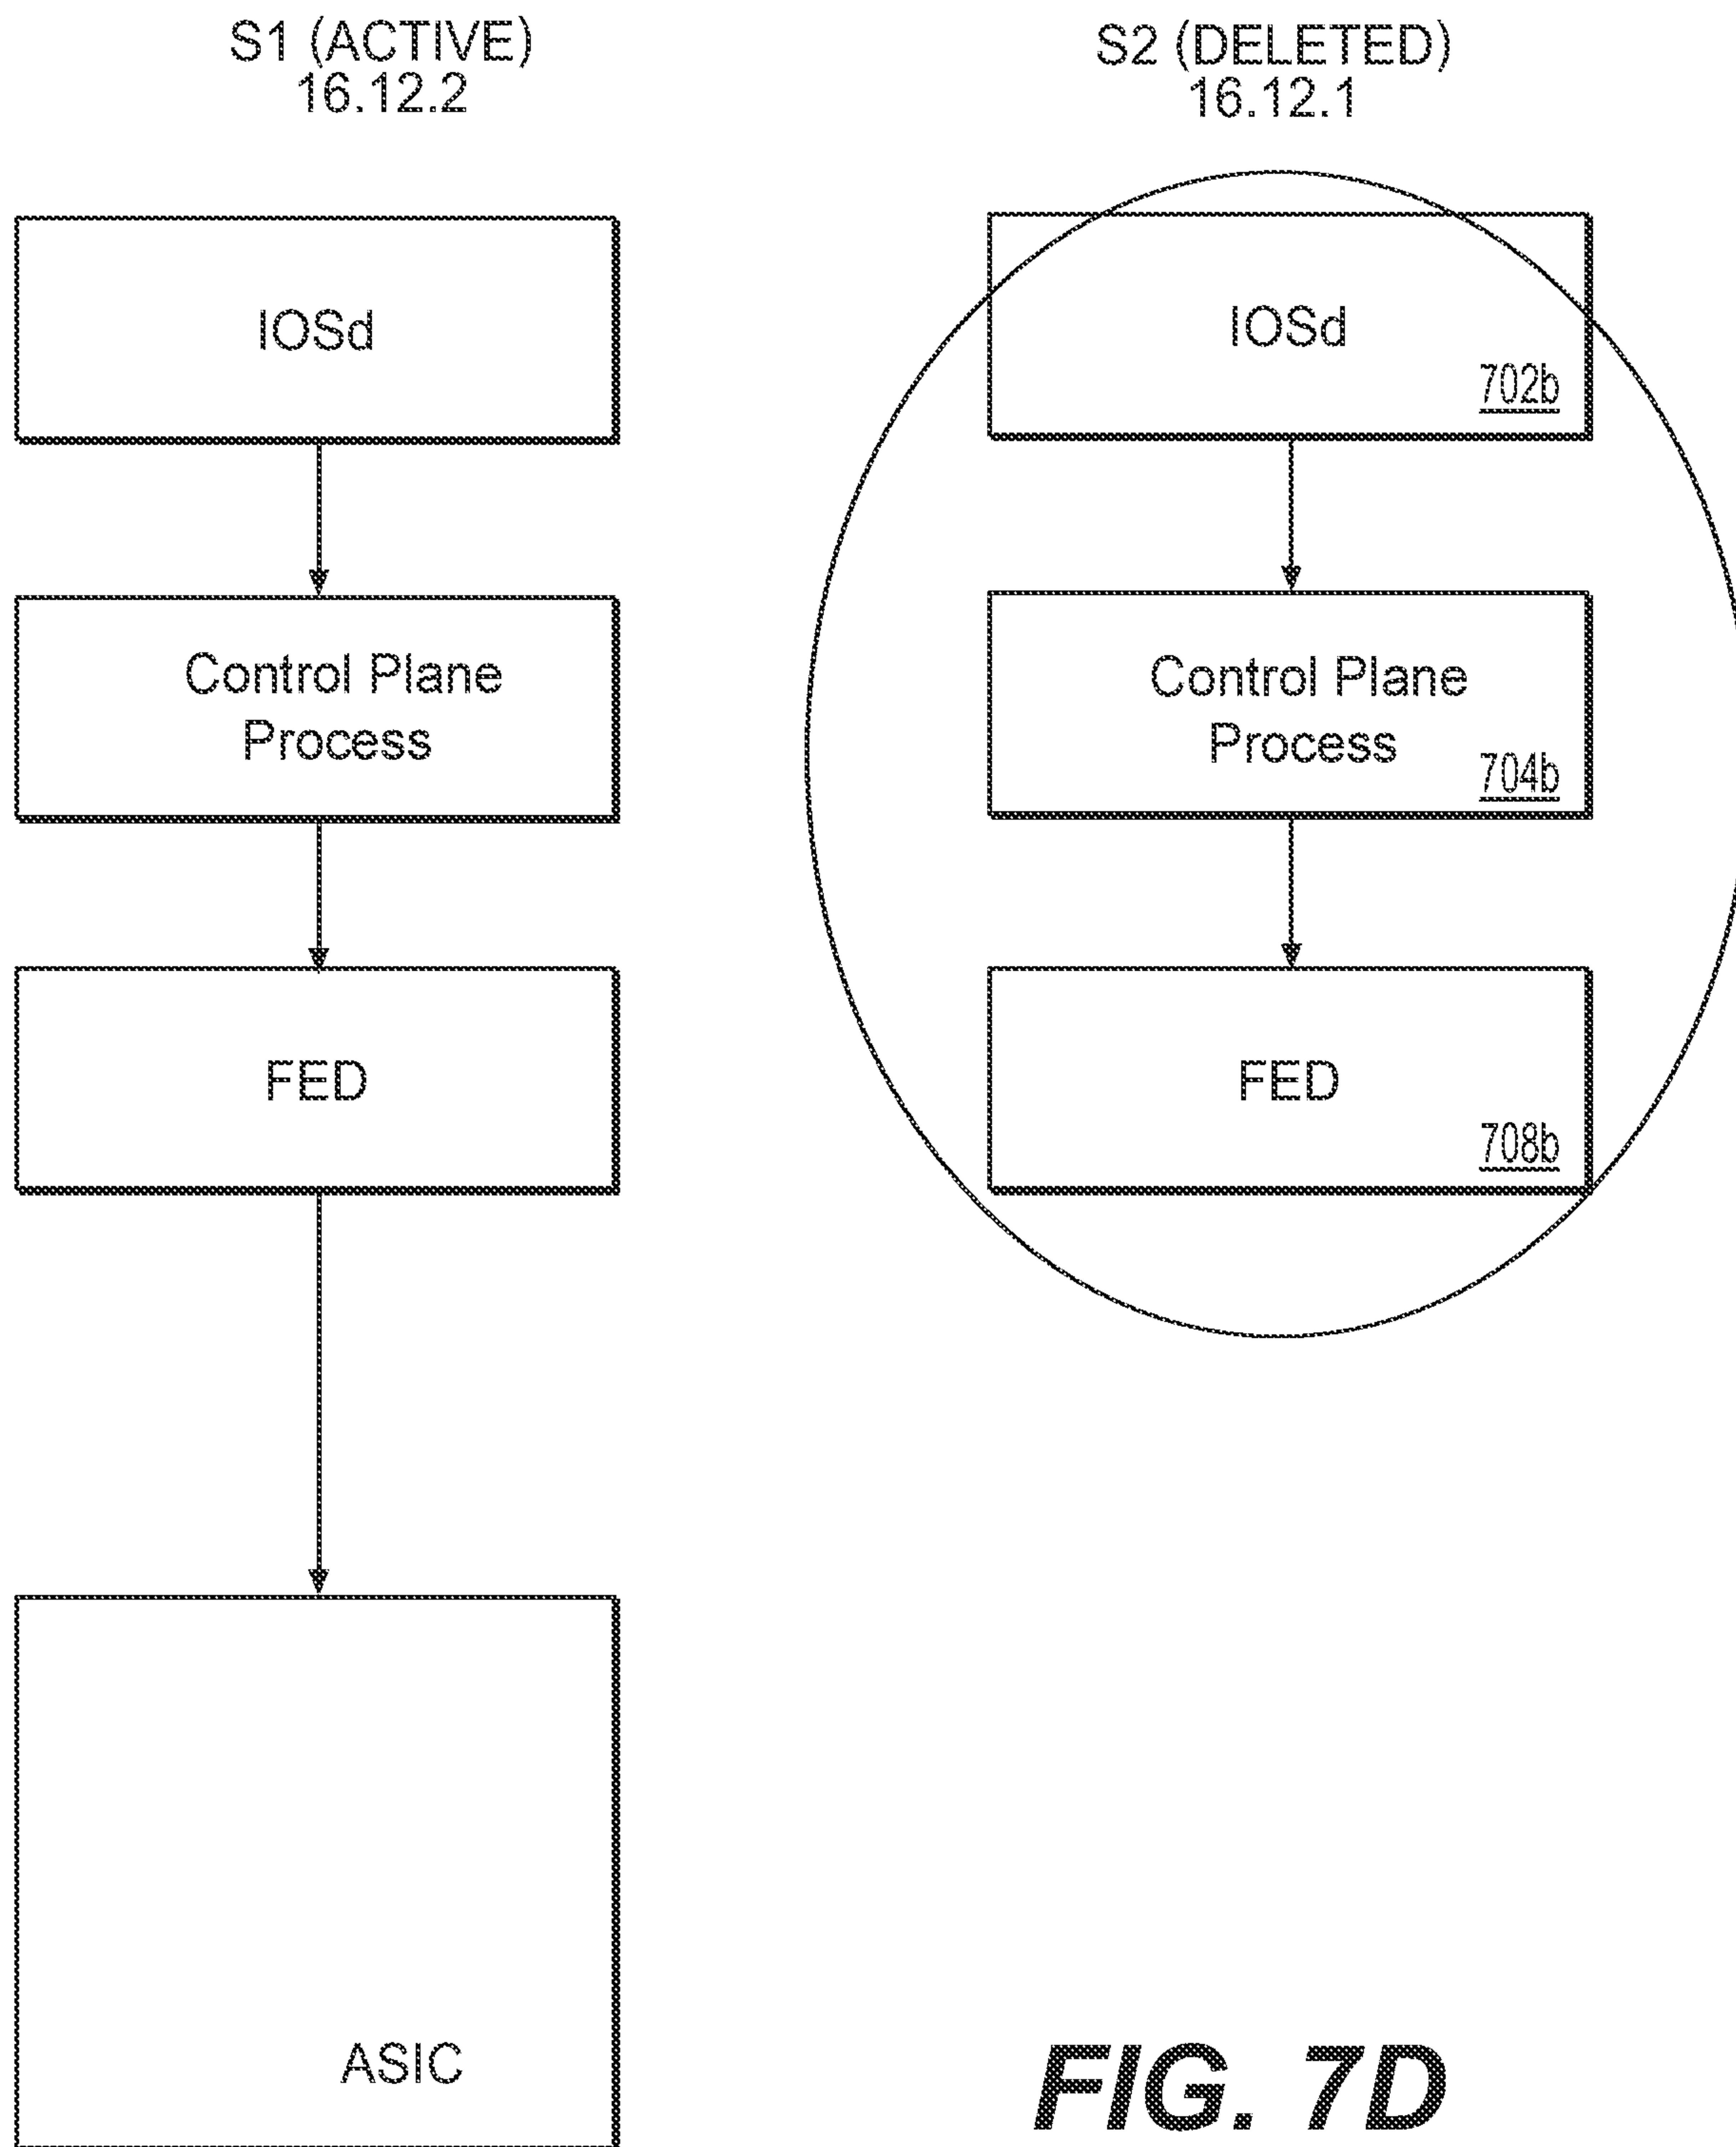 S1 (ACTIVE)
16.12.2
IOSd
Control Plane
Process
FED
ASIC
S2 (DELETED)
16.12.1
IOSd
702b
Control Plane
Process
704b
FED
708b
FIG. 7D